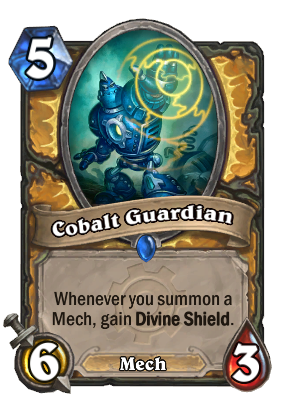 5
Cobalt Guardian
Whenever you summon a
Mech, gain Divine Shield.
6
Mech
3